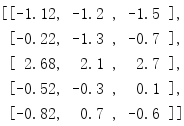 [[-1.12, -1.2 , -1.5 ],
[-0.22, -1.3 , -0.7 ],
[ 2.68, 2.1 , 2.7 ],
[-0.52, -0.3 , 0.1 ],
[-0.82, 0.7 , -0.6 ]]